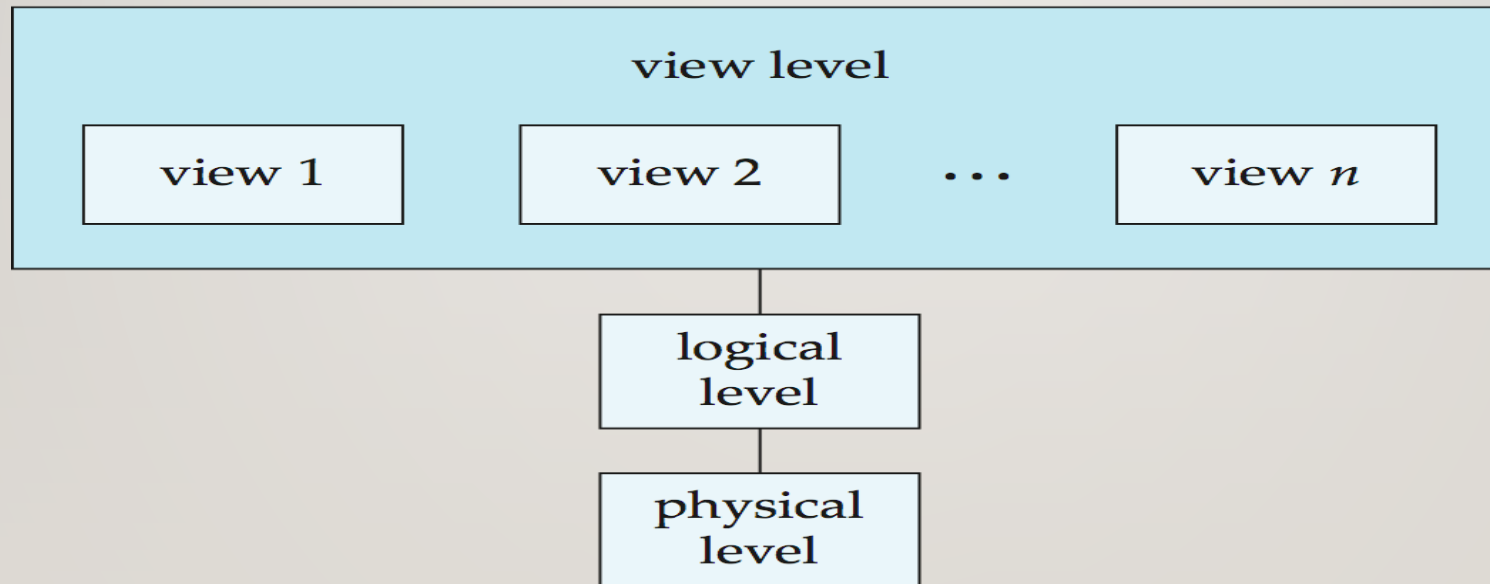 view level
view 1
view 2
...
view n
logical
level
physical
level